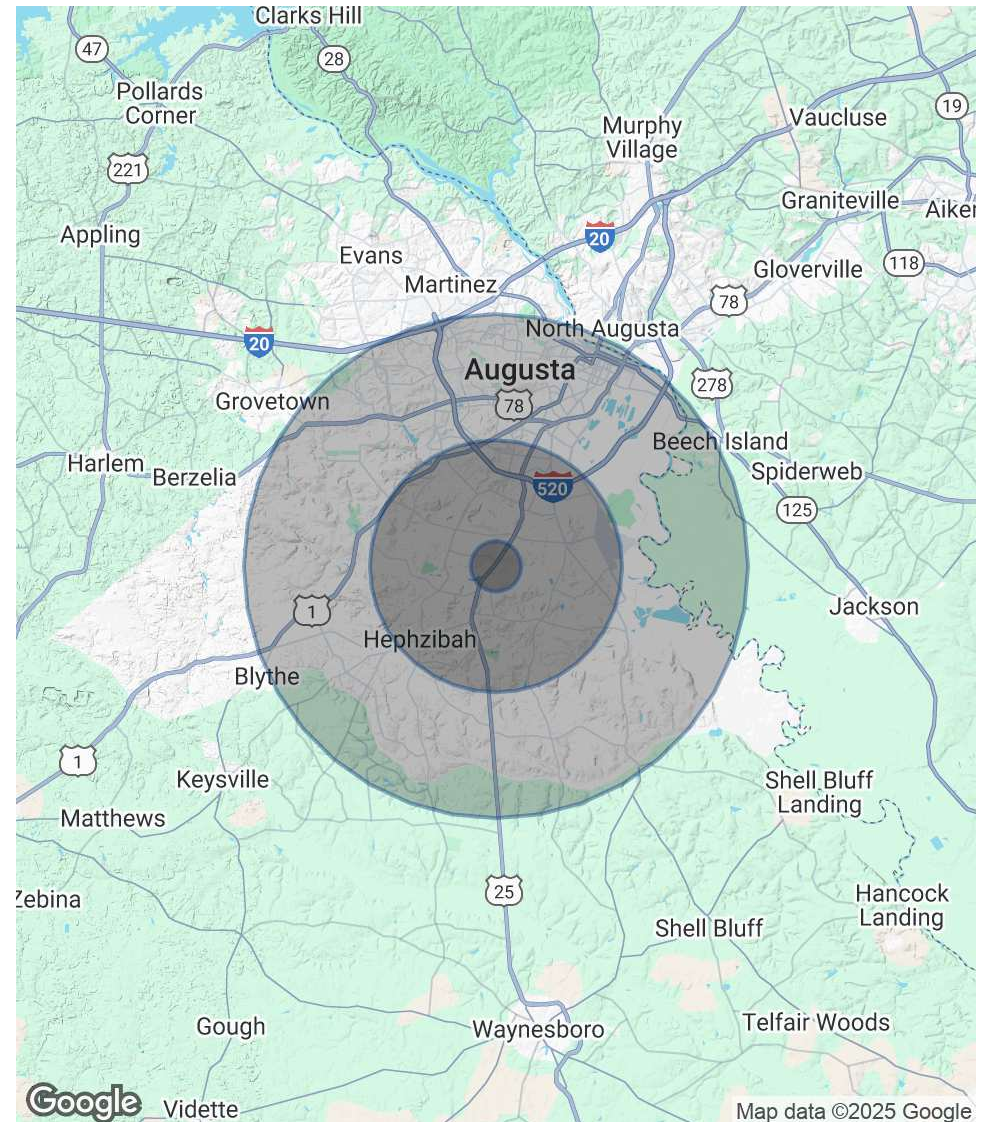 Clarks Hill
47
28
Pollards
Corner
19
Vaucluse
Murphy
Village
221
Graniteville
Aiken
Appling
20
Evans
118
Gloverville
Martinez
78
North Augusta
20
Augusta
278
Grovetown
78
Beech Island
Harlem
Berzelia
Spiderweb
520
125
1
Jackson
Hephzibah
Blythe
1
Keysville
Shell Bluff
Landing
Matthews
25
Zebina
Hancock
Landing
Shell Bluff
Gough
Waynesboro
Telfair Woods
Google
Vidette
Map data ©2025 Google